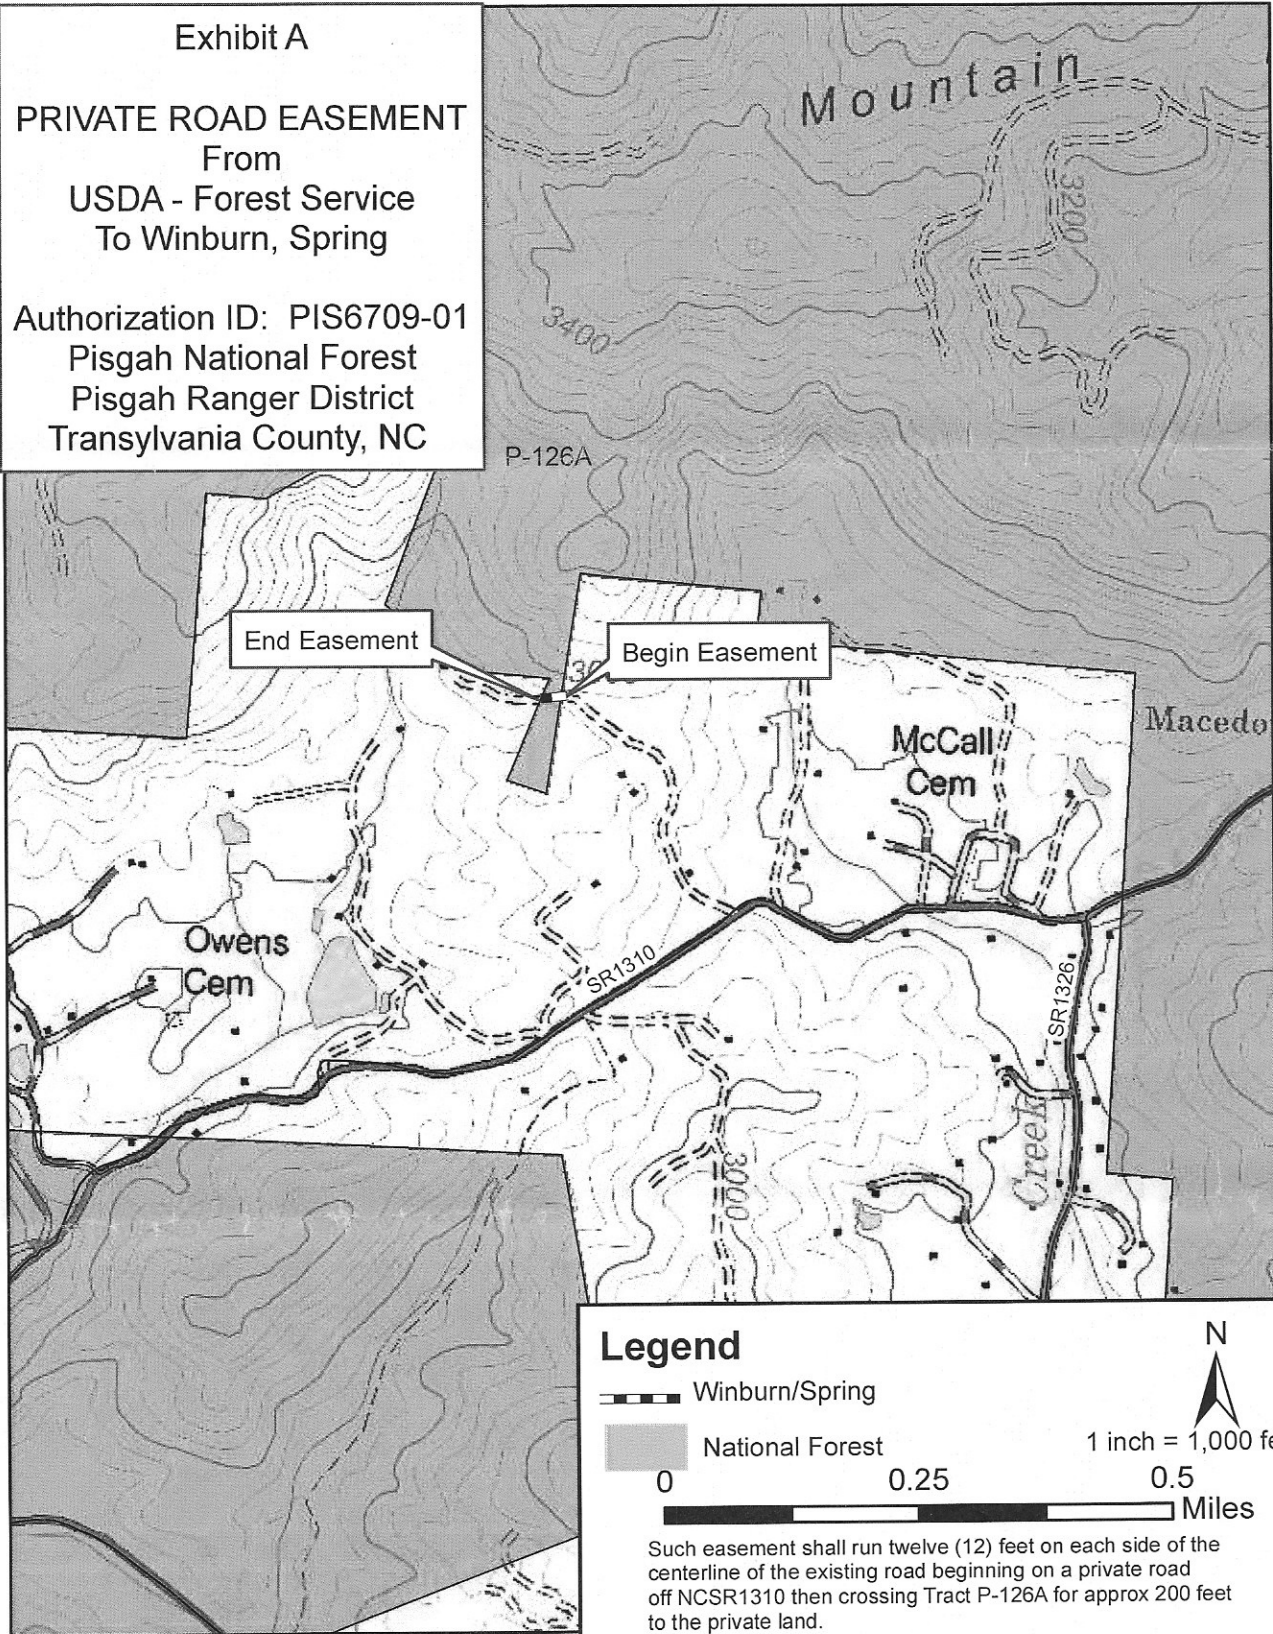 Exhibit A
PRIVATE ROAD EASEMENT
From
USDA - Forest Service
To Winburn, Spring
Authorization ID: PIS6709-01
Pisgah National Forest
Pisgah Ranger District
Transylvania County, NC
Mountain
3200
3400
P-126A
End Easement
Begin Easement
McCall
Cem
Owens
Cem
SR1310
SR1326
Creek
3000
Legend
Winburn/Spring
National Forest
N
1 inch = 1,000
0 0.25 0.5
Miles
Such easement shall run twelve (12) feet on each side of the
centerline of the existing road beginning on a private road
off NCSR1310 then crossing Tract P-126A for approx 200 feet
to the private land.